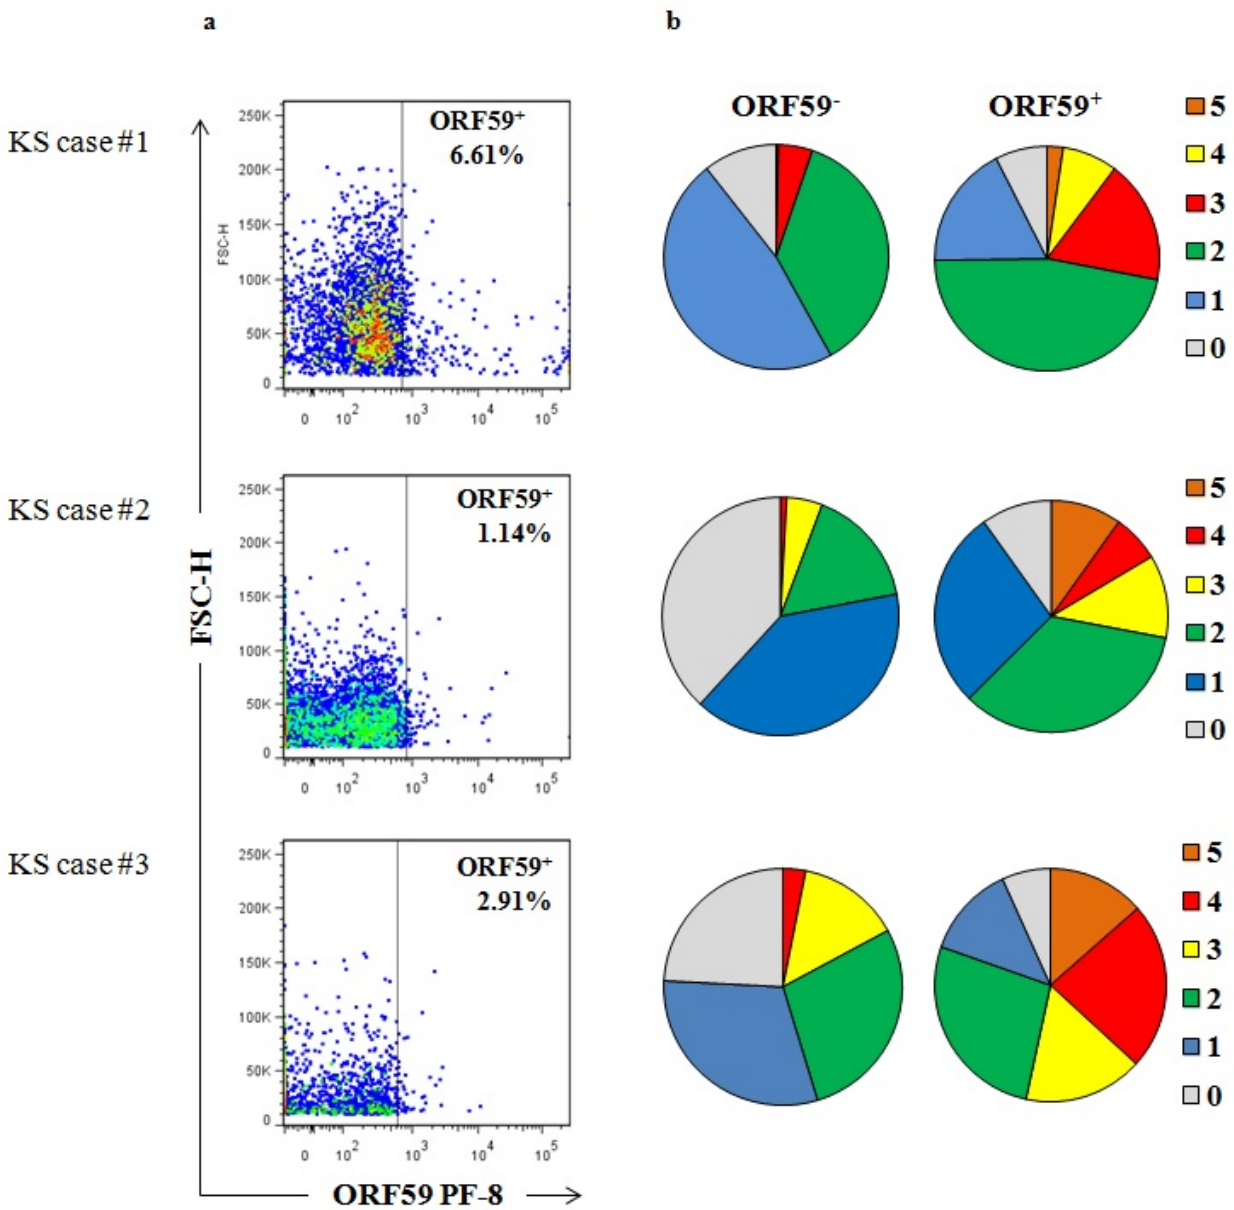 a
b
KS case #1
250K
200K
150K
100K
50K
0
FSC-H
ORF59+
6.61%
0 10^2 10^3 10^4 10^5
ORF59-
ORF59+
5
4
3
2
1
0
KS case #2
250K
200K
150K
100K
50K
0
ORF59+
1.14%
0 10^2 10^3 10^4 10^5
5
4
3
2
1
0
FSC-H
KS case #3
250K
200K
150K
100K
50K
0
ORF59+
2.91%
0 10^2 10^3 10^4 10^5
5
4
3
2
1
0
ORF59 PF-8